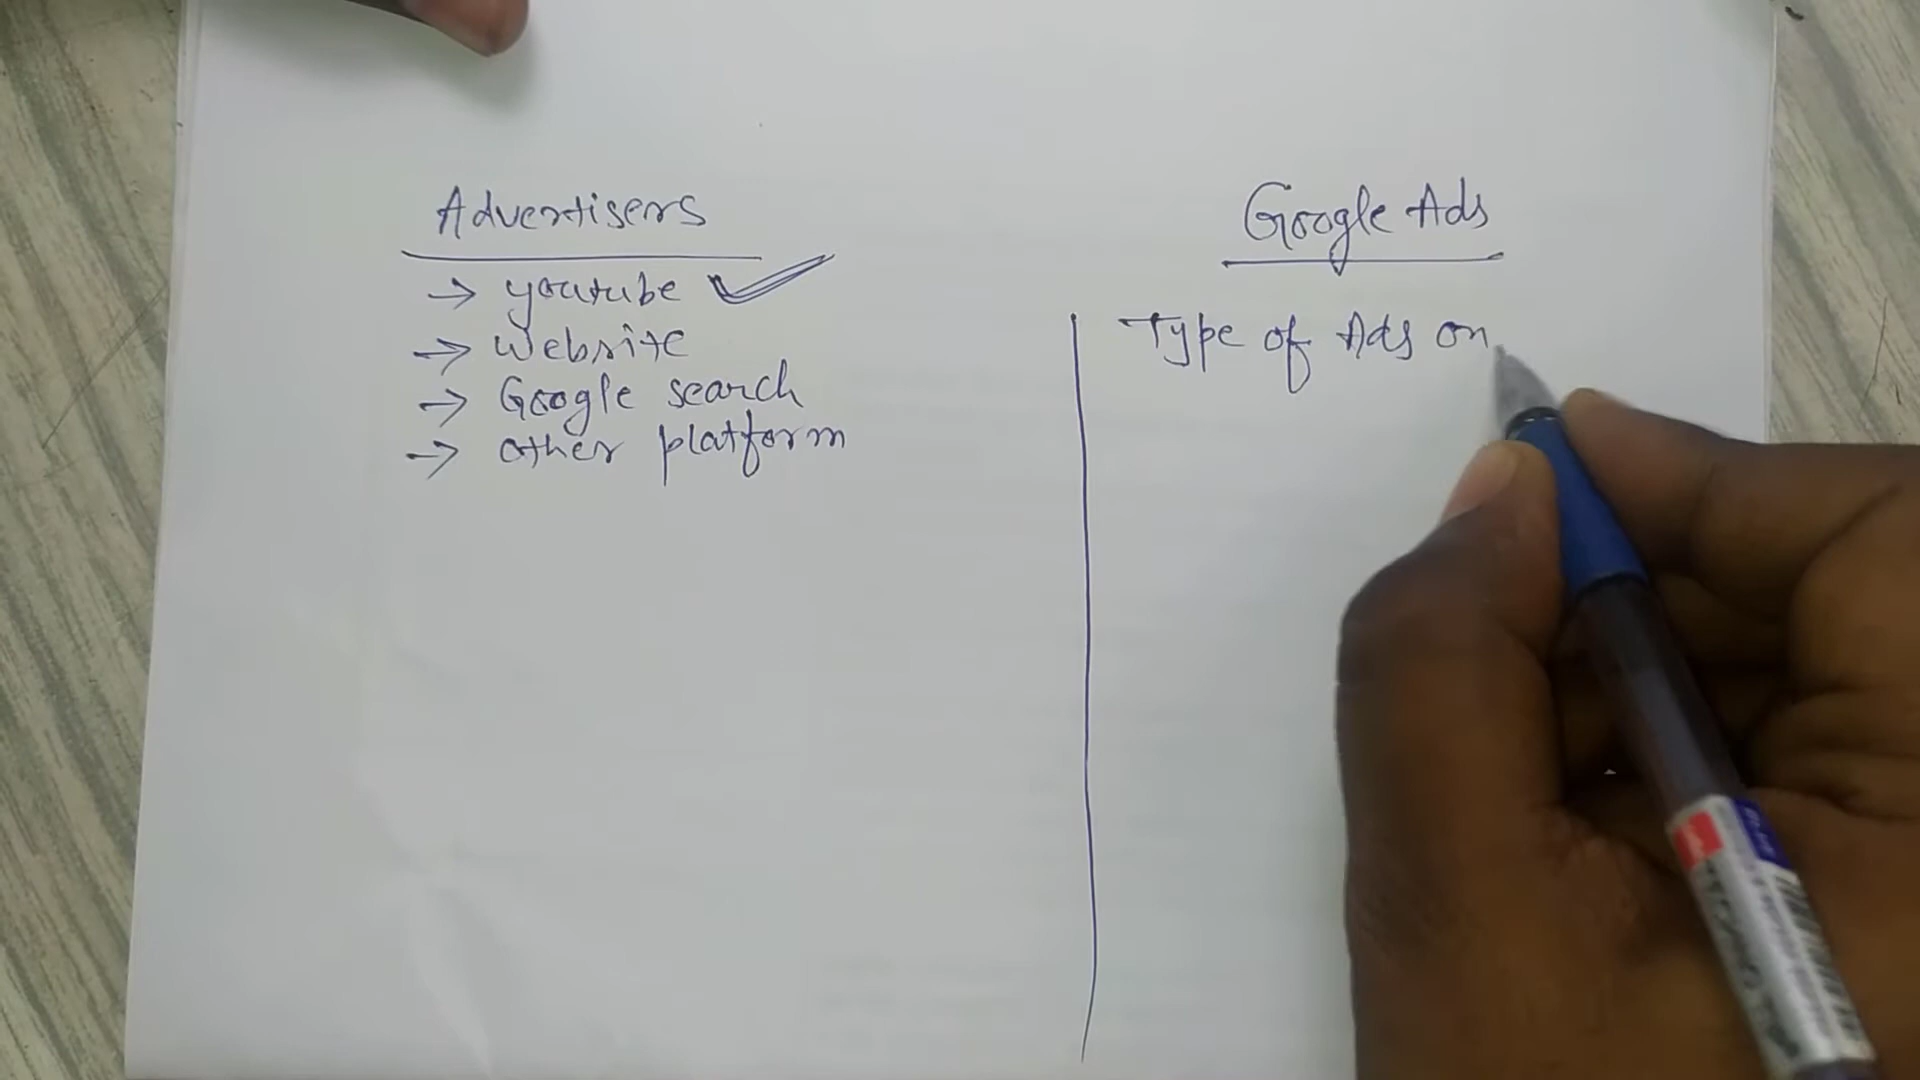 Advertisers
→ youtube ✓
→ Website
→ Google search
→ other platform
Google Ads
Type of Ads on